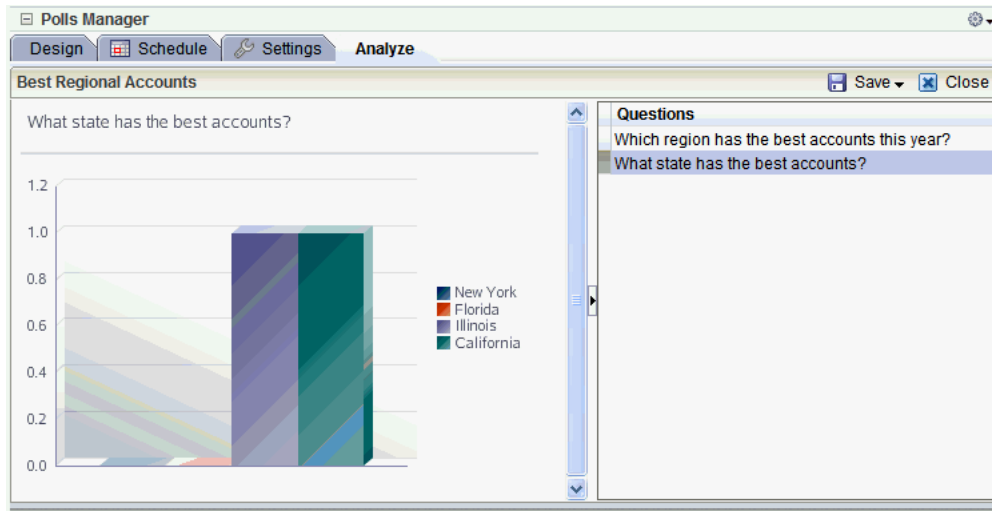 Polls Manager
Design Schedule Settings Analyze
Best Regional Accounts Save Close
What state has the best accounts?
1.2
1.0
0.8
0.6
0.4
0.2
0.0
New York
Florida
Illinois
California
Questions
Which region has the best accounts this year?
What state has the best accounts?